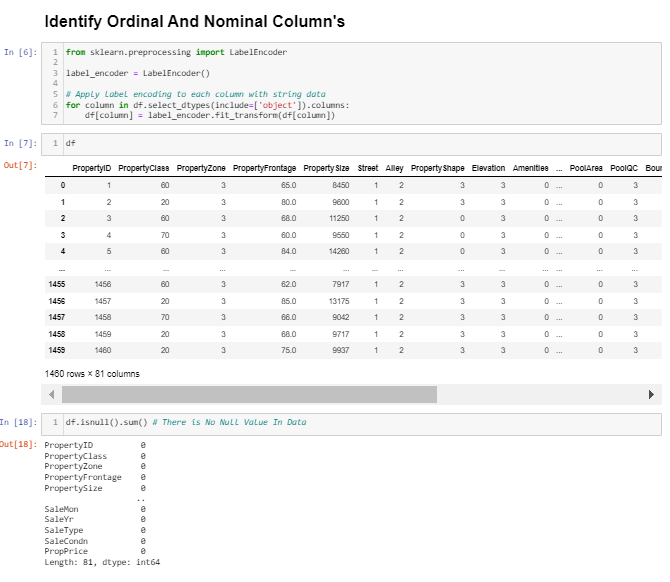 Identify Ordinal And Nominal Column's
In [6]: 1 from sklearn.preprocessing import LabelEncoder
2
3 label_encoder = LabelEncoder()
4
5 # Apply label encoding to each column with string data
6 for column in df.select_dtypes(include=['object']).columns:
7 df[column] = label_encoder.fit_transform(df[column])
In [7]: 1 df
Out[7]:
PropertyID PropertyClass PropertyZone PropertyFrontage PropertySize Street Alley PropertyShape Elevation Amenities ... PoolArea PoolQC Bour
0 1 60 3 65.0 8450 1 2 3 3 0 ... 0 3
1 2 20 3 80.0 9600 1 2 3 3 0 ... 0 3
2 3 60 3 68.0 11250 1 2 0 3 0 ... 0 3
3 4 70 3 60.0 9550 1 2 0 3 0 ... 0 3
4 5 60 3 84.0 14260 1 2 0 3 0 ... 0 3
... ... ... ... ... ... ... ... ... ... ... ... ... ...
1455 1456 60 3 62.0 7917 1 2 3 3 0 ... 0 3
1456 1457 20 3 85.0 13175 1 2 3 3 0 ... 0 3
1457 1458 70 3 66.0 9042 1 2 3 3 0 ... 0 3
1458 1459 20 3 68.0 9717 1 2 3 3 0 ... 0 3
1459 1460 20 3 75.0 9937 1 2 3 3 0 ... 0 3
1460 rows × 81 columns
In [18]: 1 df.isnull().sum() # There is No Null Value In Data
Out[18]: PropertyID 0
PropertyClass 0
PropertyZone 0
PropertyFrontage 0
PropertySize 0
..
SaleMon 0
SaleYr 0
SaleType 0
SaleCondn 0
PropPrice 0
Length: 81, dtype: int64